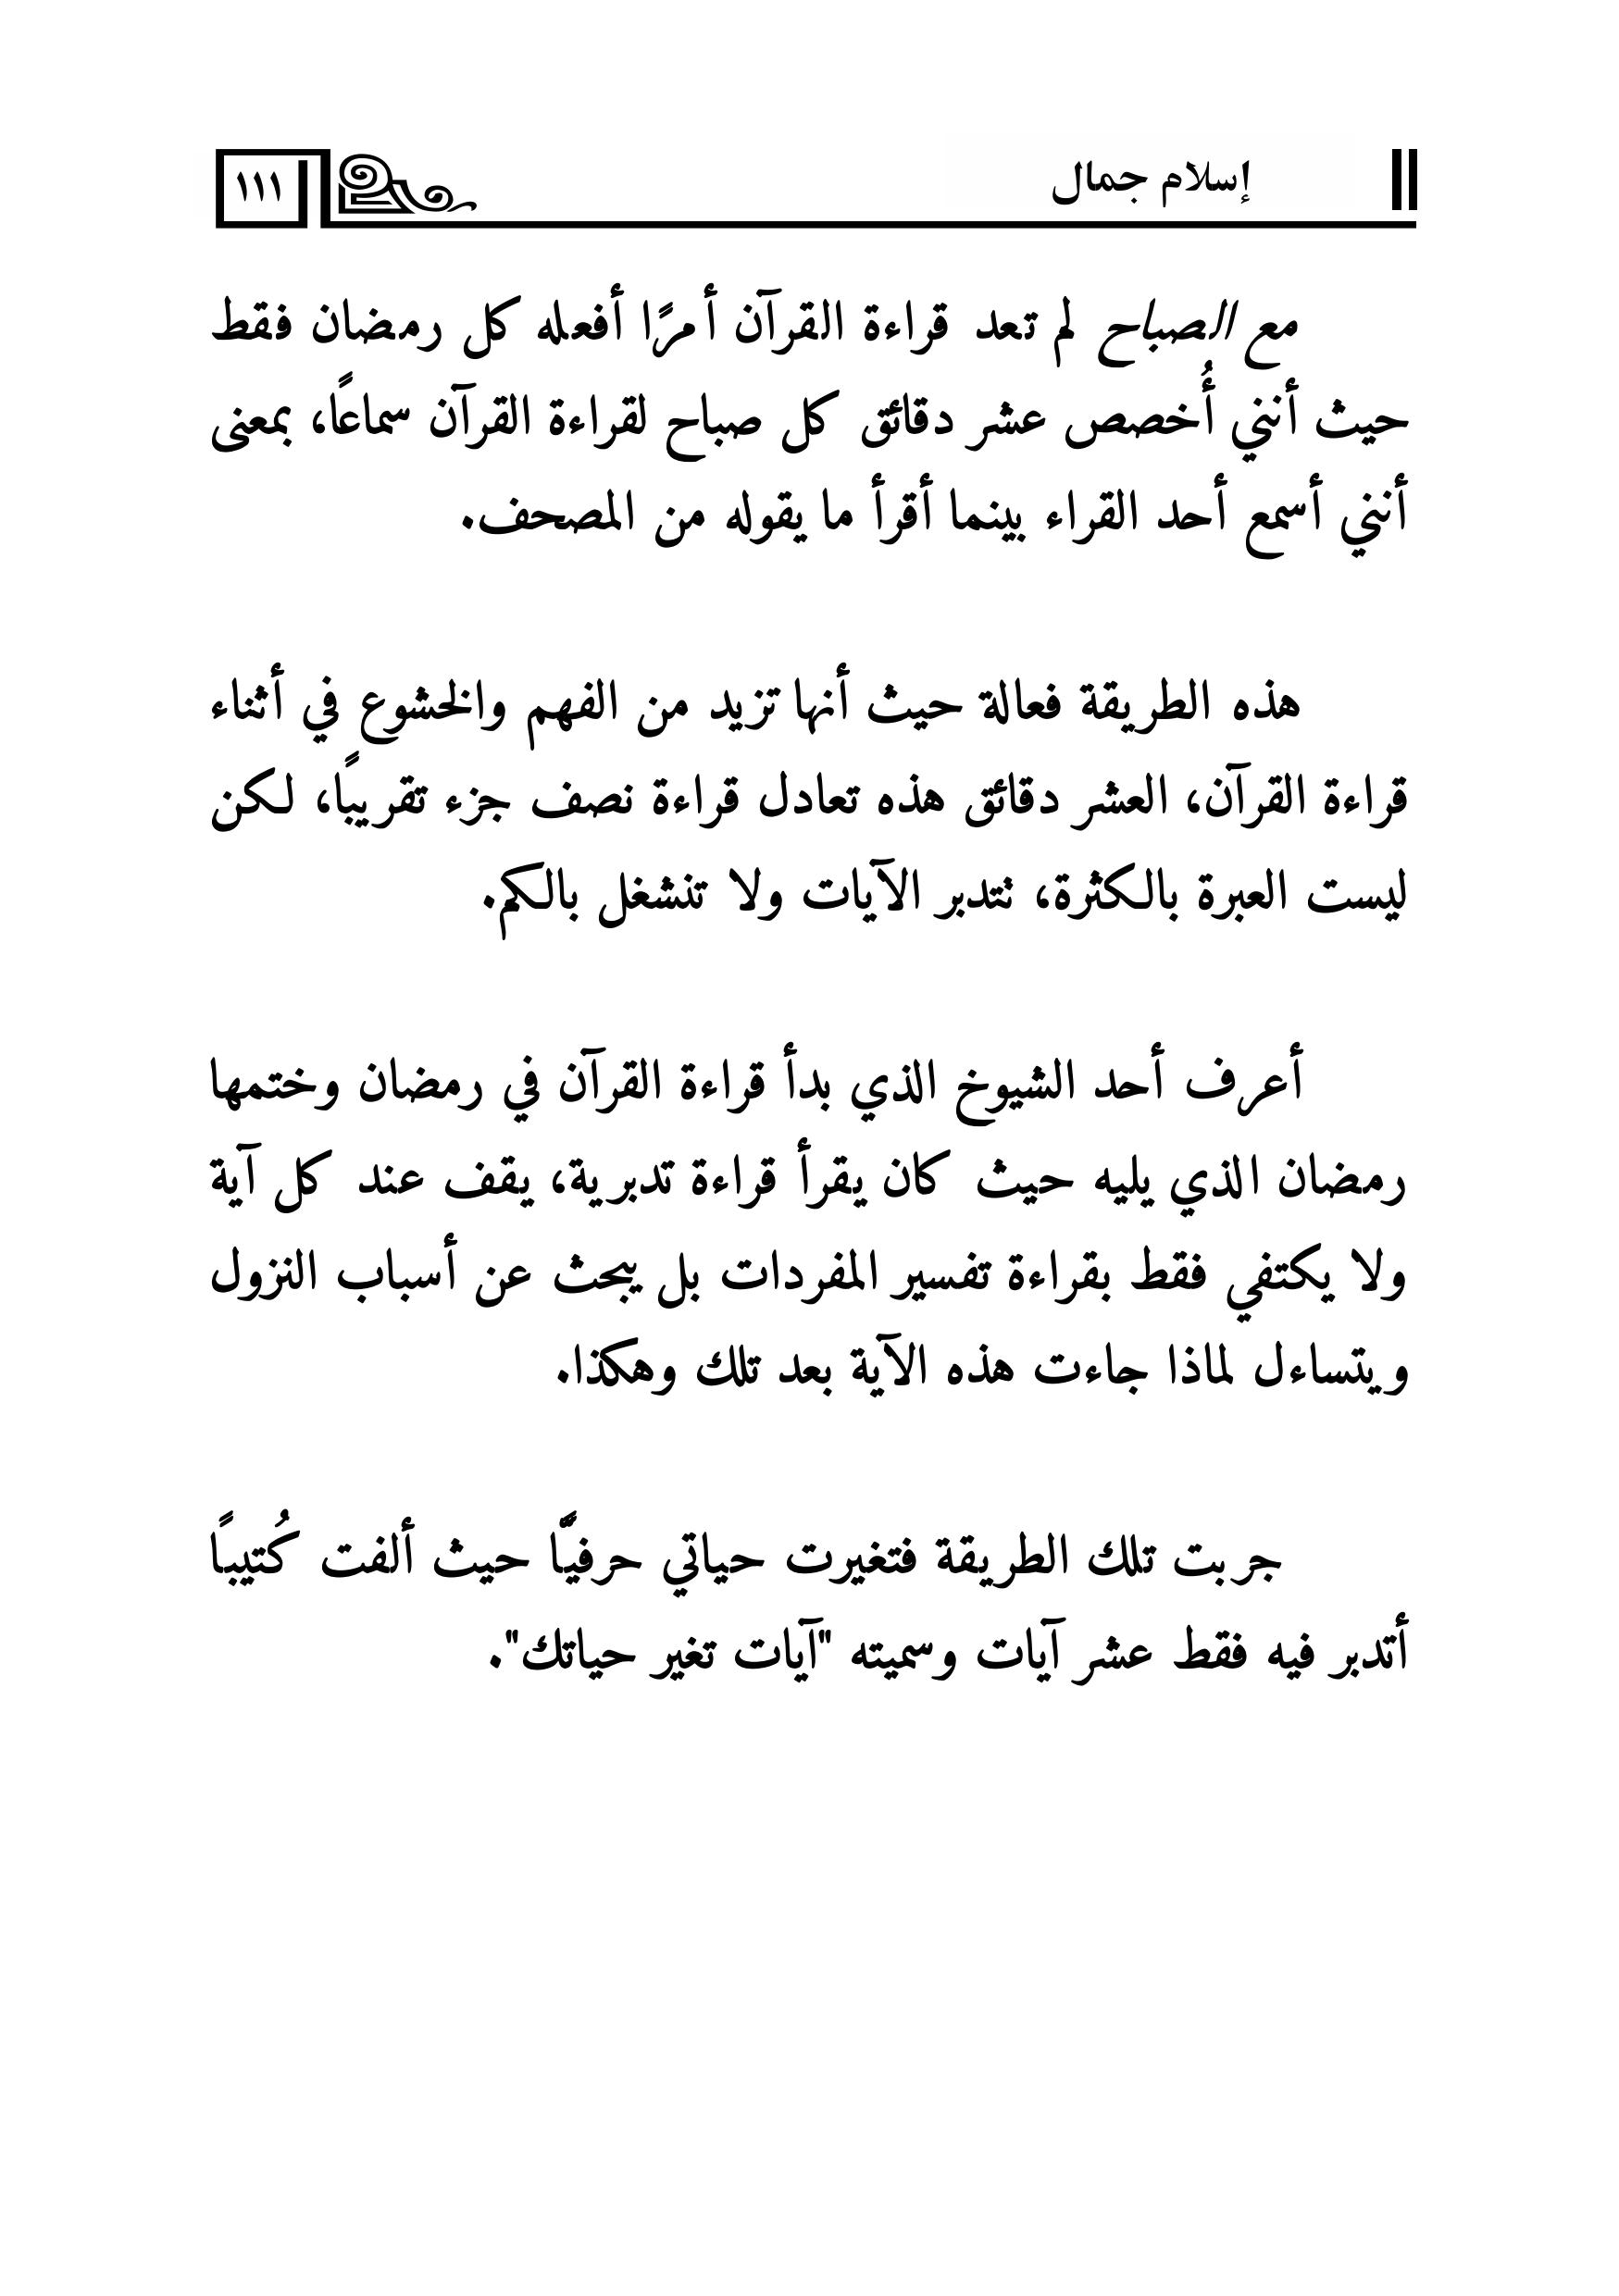 إسلام جمال
١١١
مع الصباح لم تعد قراءة القرآن أمرًا أفعله كل رمضان فقط
حيث أنني أُخصص عشر دقائق كل صباح لقراءة القرآن سماعًا، بمعنى
أنني أسمع أحد القراء بينما أقرأ ما يقوله من المصحف.
هذه الطريقة فعالة حيث أنها تزيد من الفهم والخشوع في أثناء
قراءة القرآن، العشر دقائق هذه تعادل قراءة نصف جزء تقريبًا، لكن
ليست العبرة بالكثرة، نتدبر الآيات ولا تنشغل بالكم.
أعرف أحد الشيوخ الذي بدأ قراءة القرآن في رمضان وختمها
رمضان الذي يليه حيث كان يقرأ قراءة تدبرية، يقف عند كل آية
ولا يكتفي فقط بقراءة تفسير المفردات بل يبحث عن أسباب النزول
ويتساءل لماذا جاءت هذه الآية بعد تلك وهكذا.
جربت تلك الطريقة فتغيرت حياتي حرفيًّا حيث ألفت كُتيبًا
أتدبر فيه فقط عشر آيات وسميته "آيات تغير حياتك".